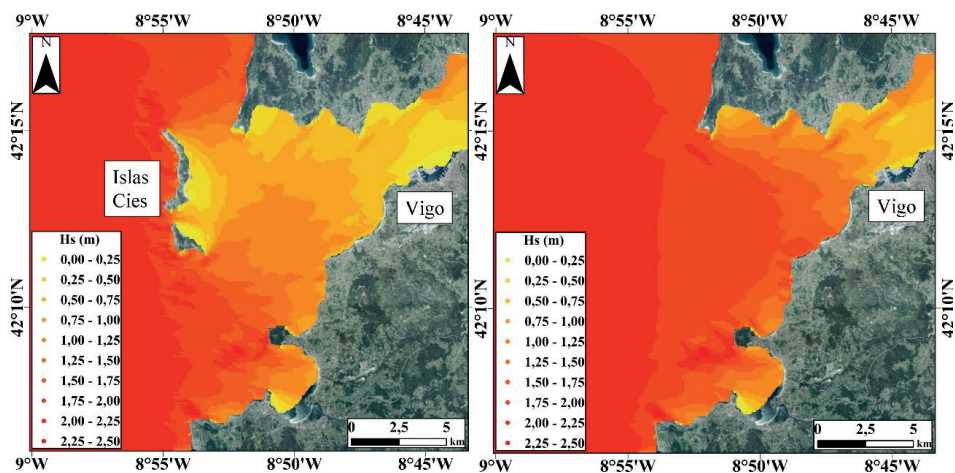 9° W 8°55'W 8°50'W 8°45'W
N
42°15'N
42°10'N
Islas
Cies
Vigo
Hs (m)
0,00 - 0,25
0,25 - 0,50
0,50 - 0,75
0,75 - 1,00
1,00 - 1,25
1,25 - 1,50
1,50 - 1,75
1,75 - 2,00
2,00 - 2,25
2,25 - 2,50
0 2,5 5
km
9°W 8°55'W 8°50'W 8°45'W
9° W 8°55'W 8°50'W 8°45'W
N
42°15'N
42°10'N
Vigo
Hs (m)
0,00 - 0,25
0,25 - 0,50
0,50 - 0,75
0,75 - 1,00
1,00 - 1,25
1,25 - 1,50
1,50 - 1,75
1,75 - 2,00
2,00 - 2,25
2,25 - 2,50
0 2,5 5
km
9°W 8°55'W 8°50'W 8°45'W